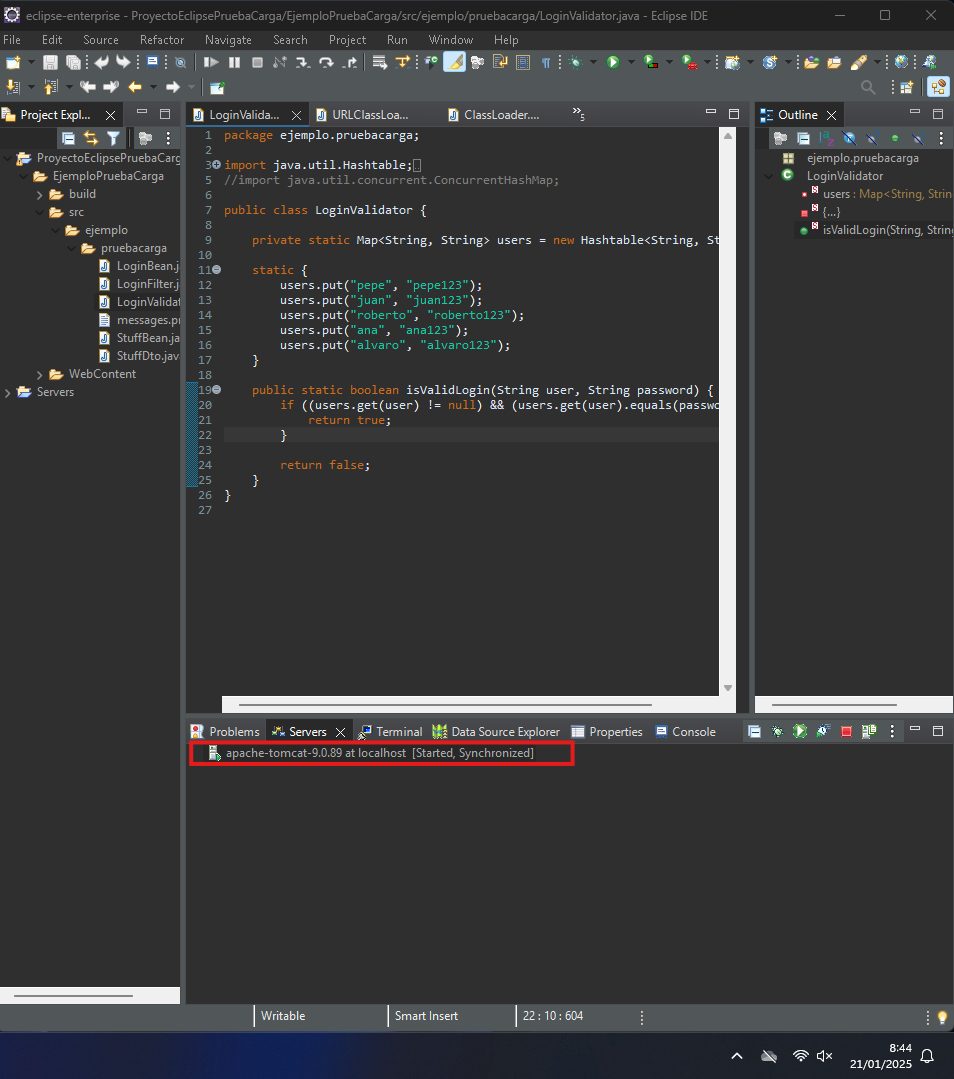 eclipse-enterprise - ProyectoEclipsePruebaCarga/EjemploPruebaCarga/src/ejemplo/pruebacarga/LoginValidator.java - Eclipse IDE
File Edit Source Refactor Navigate Search Project Run Window Help
Project Expl...
ProyectoEclipsePruebaCarg
EjemploPruebaCarga
build
src
ejemplo
pruebacarga
LoginBean.j
LoginFilter.j
LoginValidat
messages.pr
StuffBean.ja
StuffDto.jav
WebContent
Servers
LoginValida... URLClassLoa... ClassLoader.... »5
1 package ejemplo.pruebacarga;
2
3 import java.util.Hashtable;
5 //import java.util.concurrent.ConcurrentHashMap;
6
7 public class LoginValidator {
8
9 private static Map<String, String> users = new Hashtable<String, St
10
11 static {
12 users.put("pepe", "pepe123");
13 users.put("juan", "juan123");
14 users.put("roberto", "roberto123");
15 users.put("ana", "ana123");
16 users.put("alvaro", "alvaro123");
17 }
18
19 public static boolean isValidLogin(String user, String password) {
20 if ((users.get(user) != null) && (users.get(user).equals(passwo
21 return true;
22 }
23
24 return false;
25 }
26 }
27
Outline
ejemplo.pruebacarga
LoginValidator
users : Map<String, Strin
{...}
isValidLogin(String, String
Problems Servers Terminal Data Source Explorer Properties Console
apache-tomcat-9.0.89 at localhost [Started, Synchronized]
Writable Smart Insert 22 : 10 : 604
8:44
21/01/2025